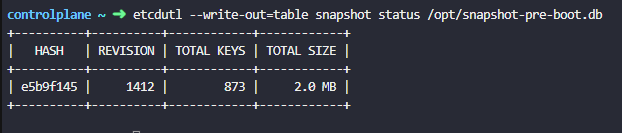 controlplane ~ ➜ etcdutl --write-out=table snapshot status /opt/snapshot-pre-boot.db
+----------+----------+------------+------------+
|   HASH   | REVISION | TOTAL KEYS | TOTAL SIZE |
+----------+----------+------------+------------+
| e5b9f145 |     1412 |        873 |     2.0 MB |
+----------+----------+------------+------------+